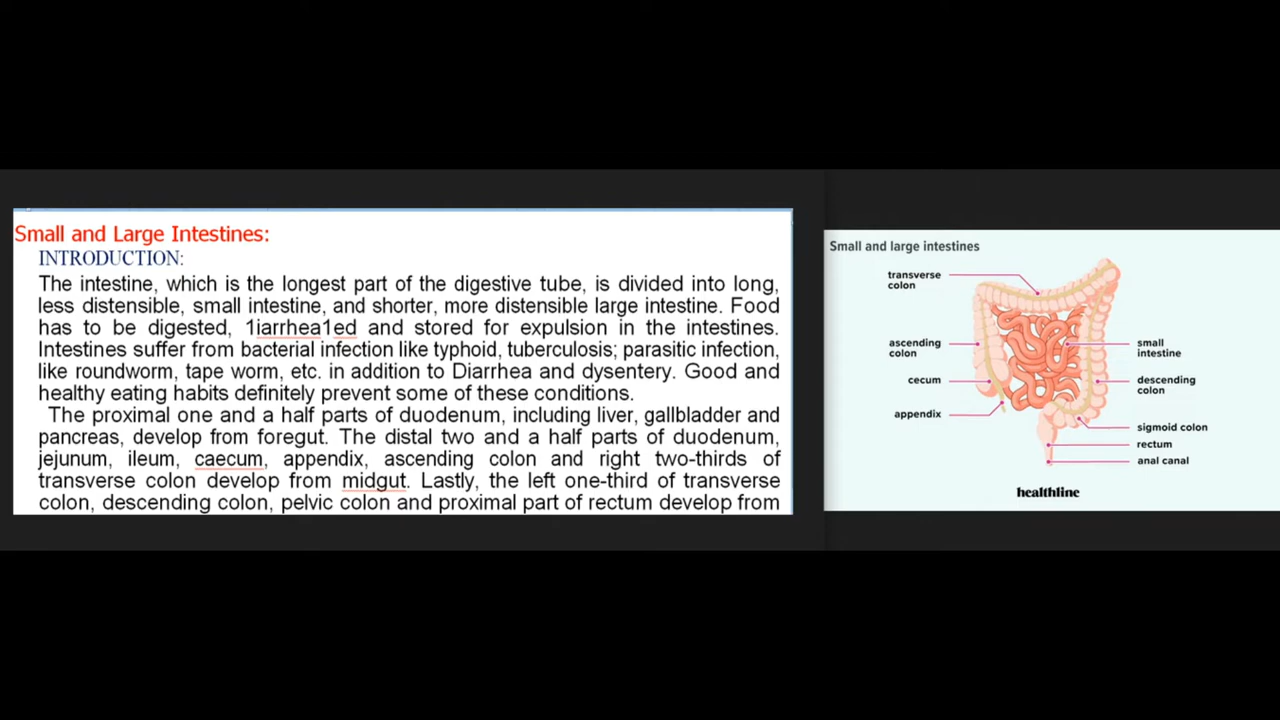 Small and Large Intestines:
INTRODUCTION:
The intestine, which is the longest part of the digestive tube, is divided into long,
less distensible, small intestine, and shorter, more distensible large intestine. Food
has to be digested, 1iarrhea1ed and stored for expulsion in the intestines.
Intestines suffer from bacterial infection like typhoid, tuberculosis; parasitic infection,
like roundworm, tape worm, etc. in addition to Diarrhea and dysentery. Good and
healthy eating habits definitely prevent some of these conditions.
The proximal one and a half parts of duodenum, including liver, gallbladder and
pancreas, develop from foregut. The distal two and a half parts of duodenum,
jejunum, ileum, caecum, appendix, ascending colon and right two-thirds of
transverse colon develop from midgut. Lastly, the left one-third of transverse
colon, descending colon, pelvic colon and proximal part of rectum develop from
Small and large intestines
transverse
colon
ascending
colon
cecum
appendix
small
intestine
descending
colon
sigmoid colon
rectum
anal canal
healthline